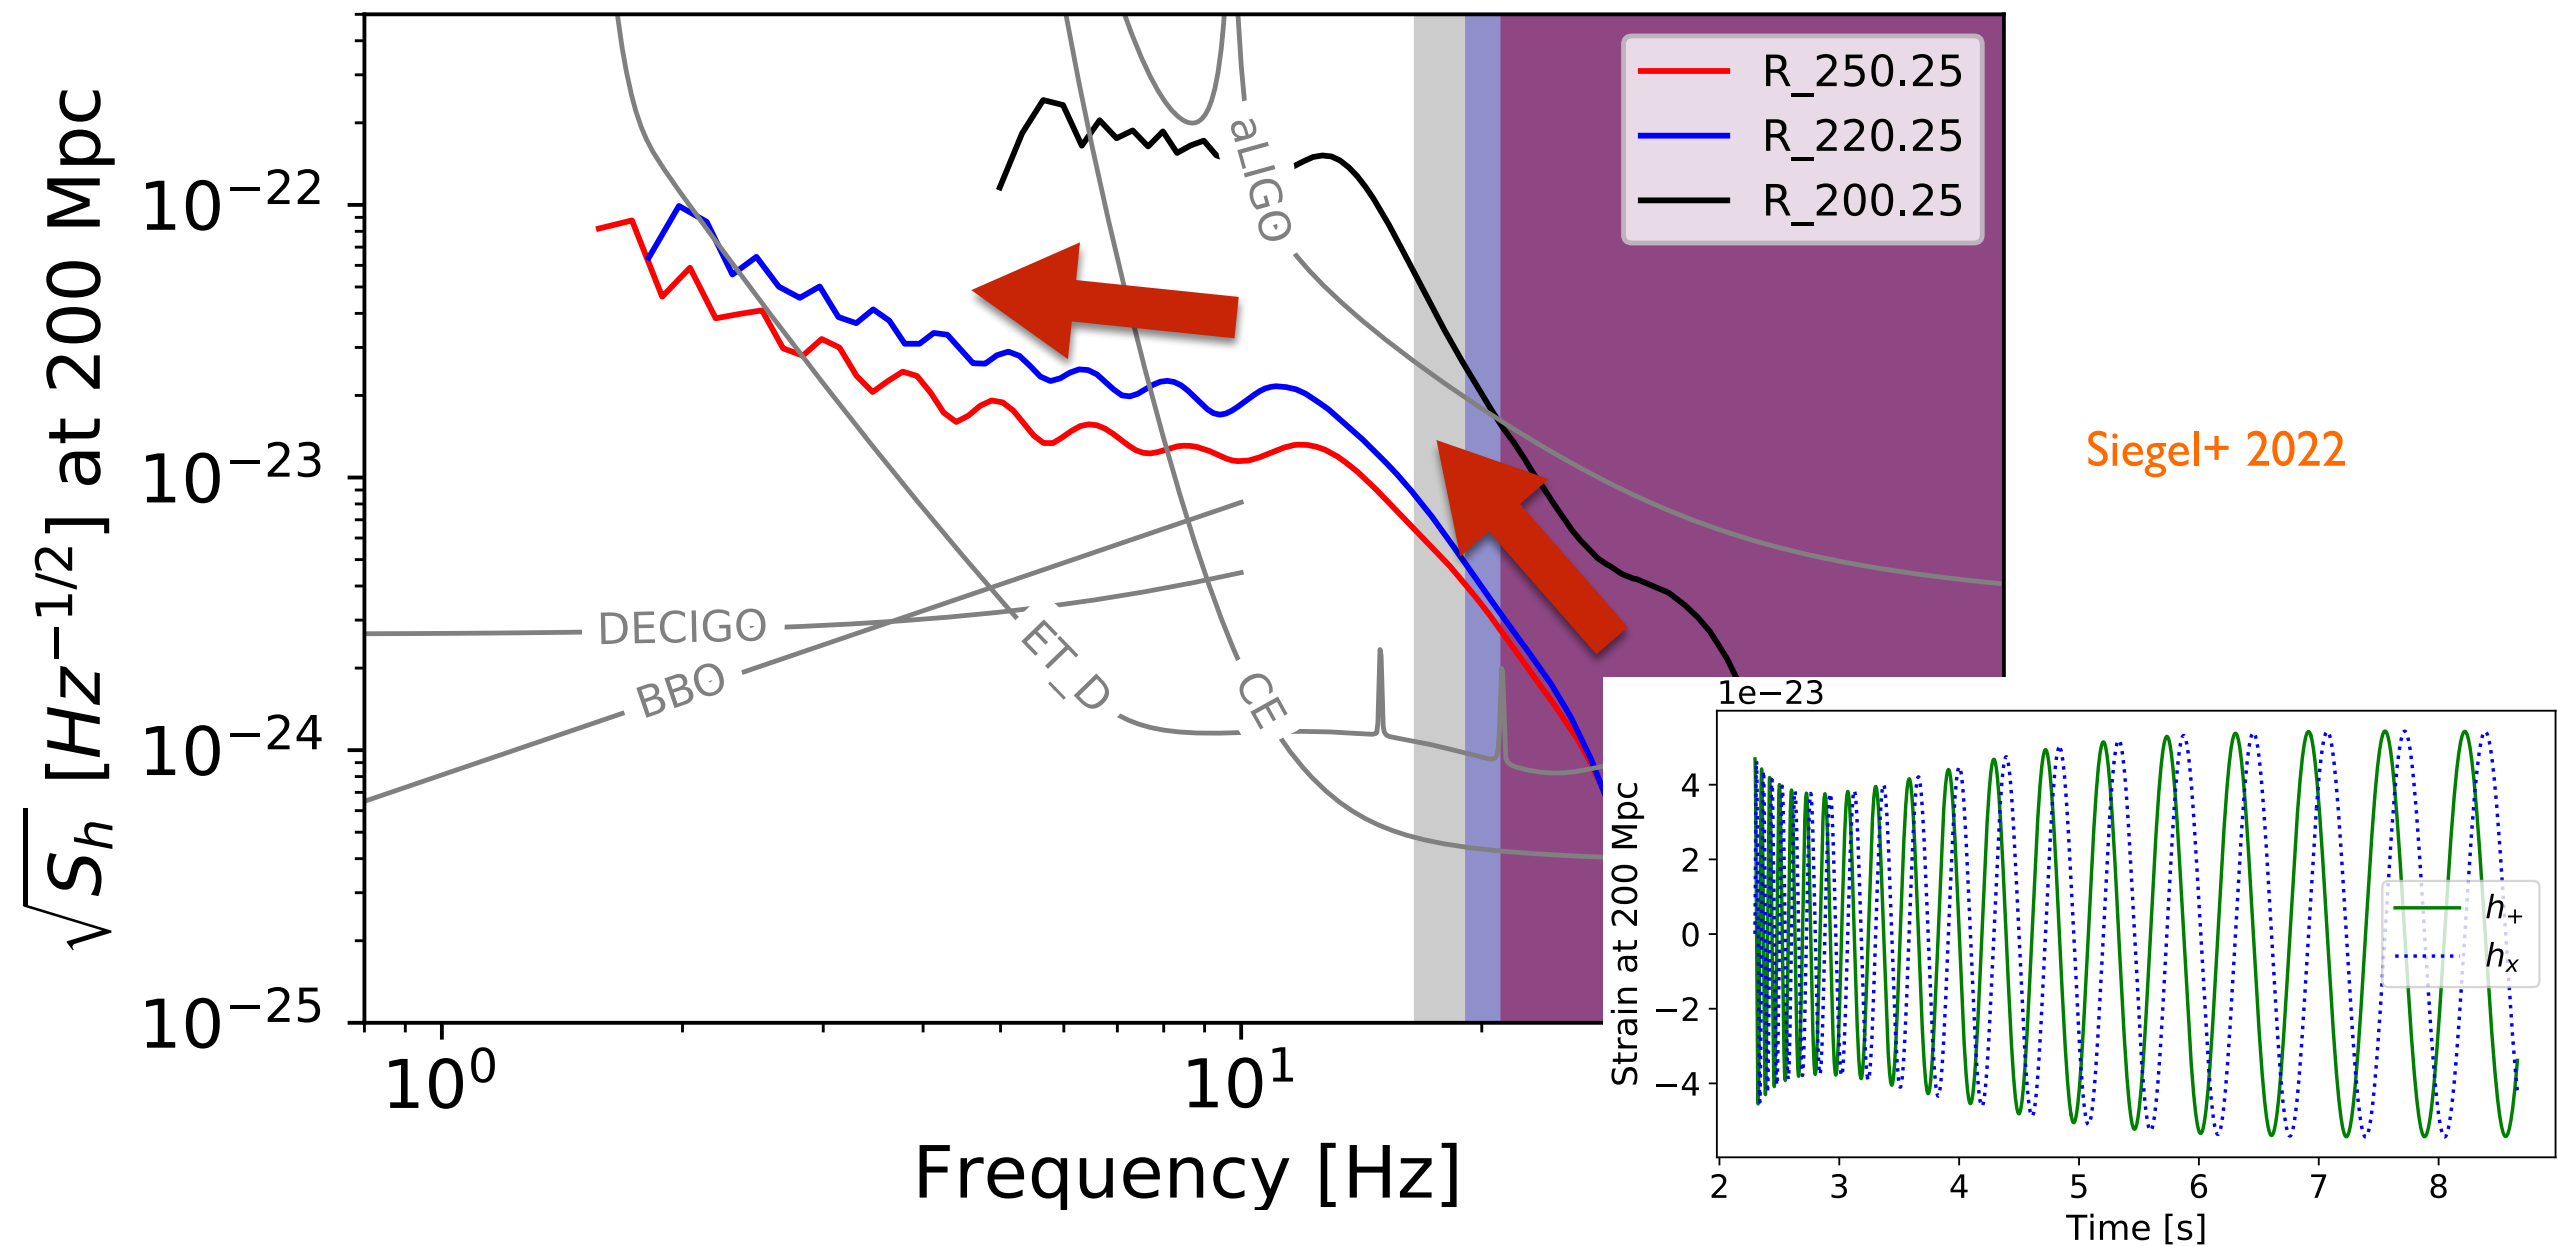 √S_h [Hz^−1/2] at 200 Mpc
10^−22
10^−23
10^−24
10^−25
10^0
10^1
Frequency [Hz]
R_250.25
R_220.25
R_200.25
aLIGO
DECIGO
BBO
ET_D
CE
Siegel+ 2022
1e−23
Strain at 200 Mpc
4
2
0
−2
−4
h_+
h_x
2 3 4 5 6 7 8
Time [s]